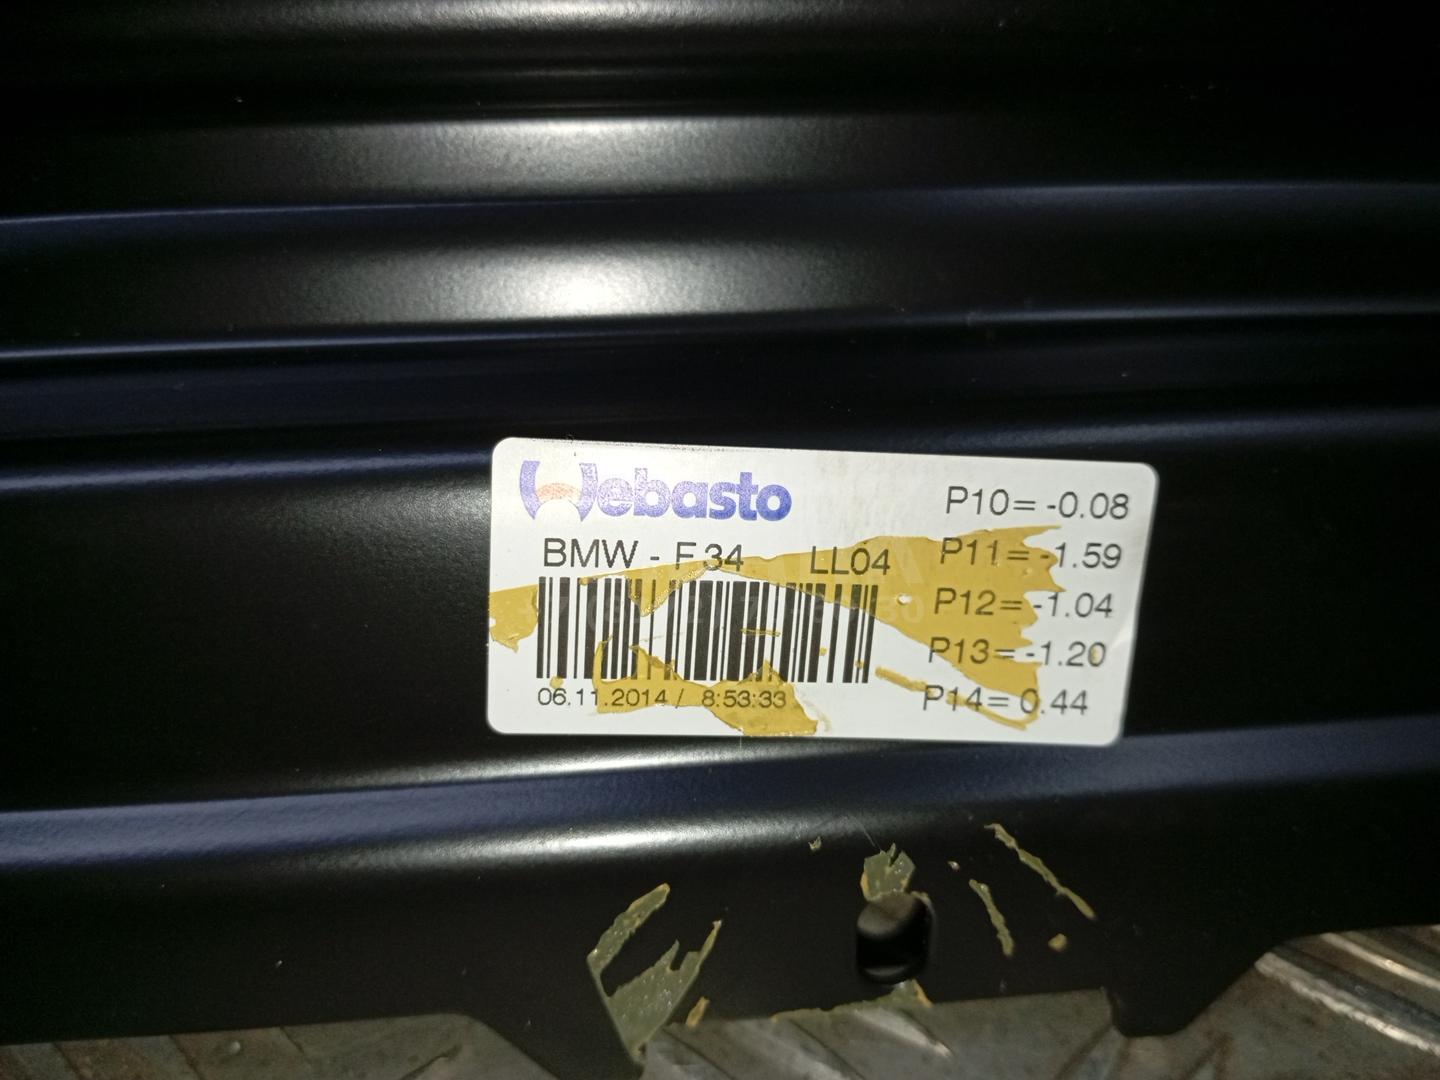 Webasto
BMW - F34 LL04
06.11.2014 / 8:53:33
P10= -0.08
P11= -1.59
P12= -1.04
P13= -1.20
P14= 0.44